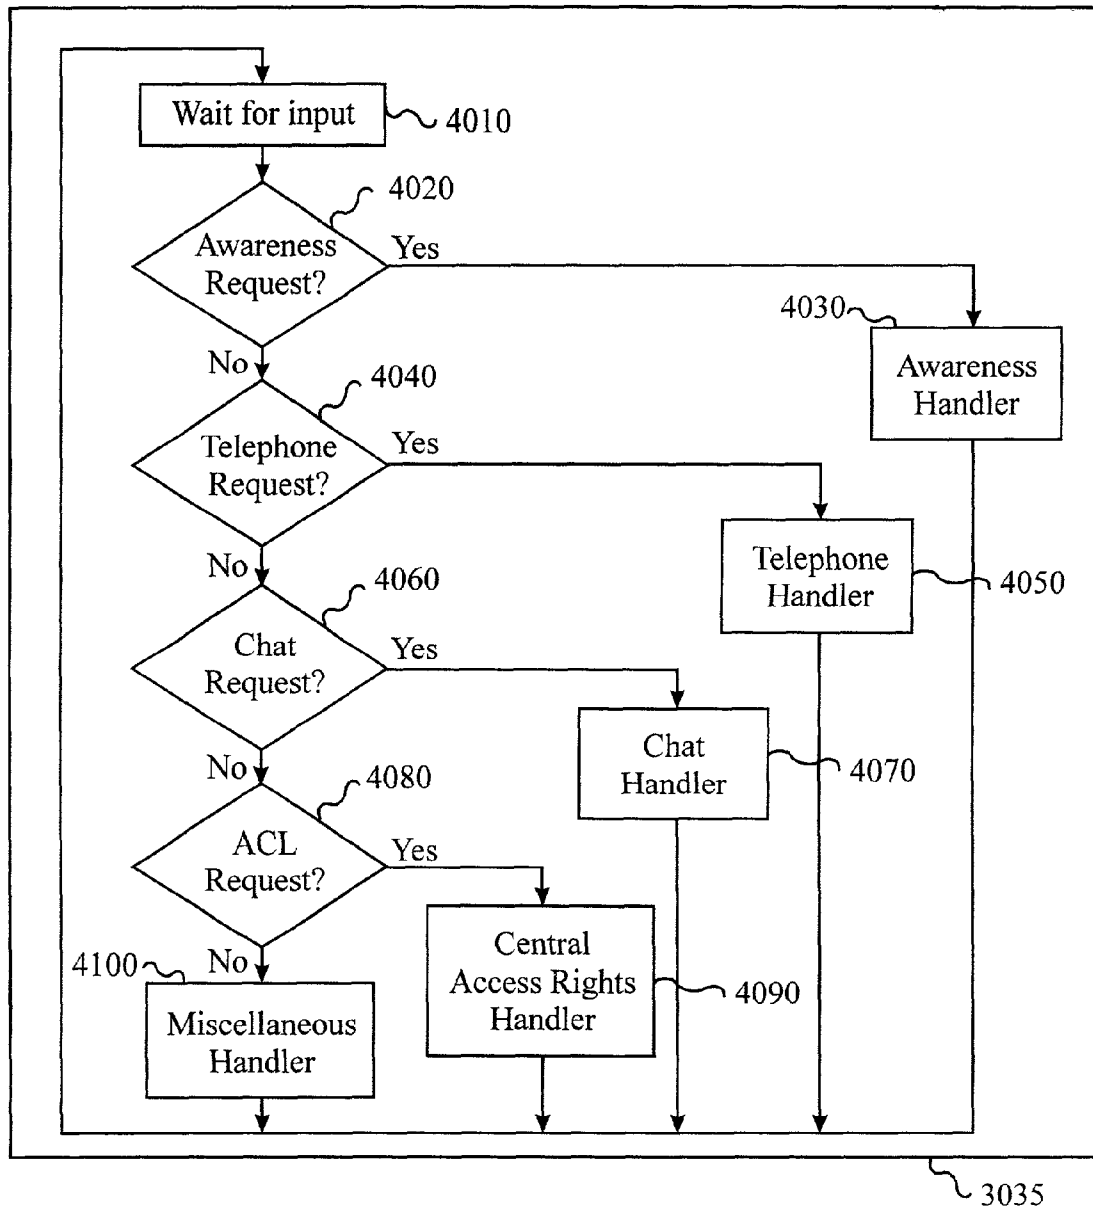 Wait for input
4010
4020
Awareness
Request?
Yes
4030
Awareness
Handler
No
4040
Telephone
Request?
Yes
Telephone
Handler
4050
No
4060
Chat
Request?
Yes
Chat
Handler
4070
No
4080
ACL
Request?
Yes
Central
Access Rights
Handler
4090
No
4100
Miscellaneous
Handler
3035